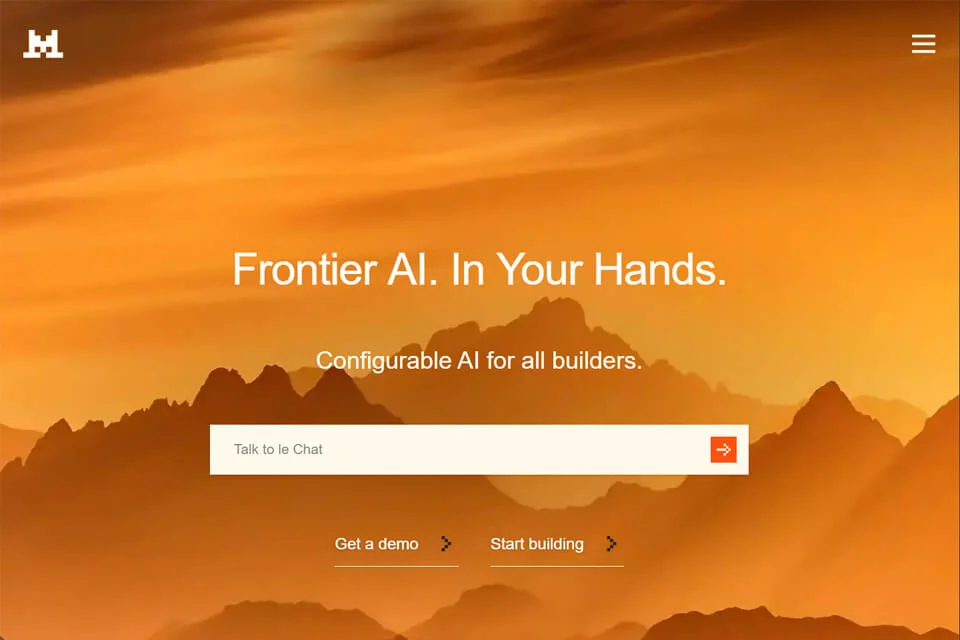 Frontier AI. In Your Hands.
Configurable AI for all builders.
Talk to le Chat
Get a demo
Start building